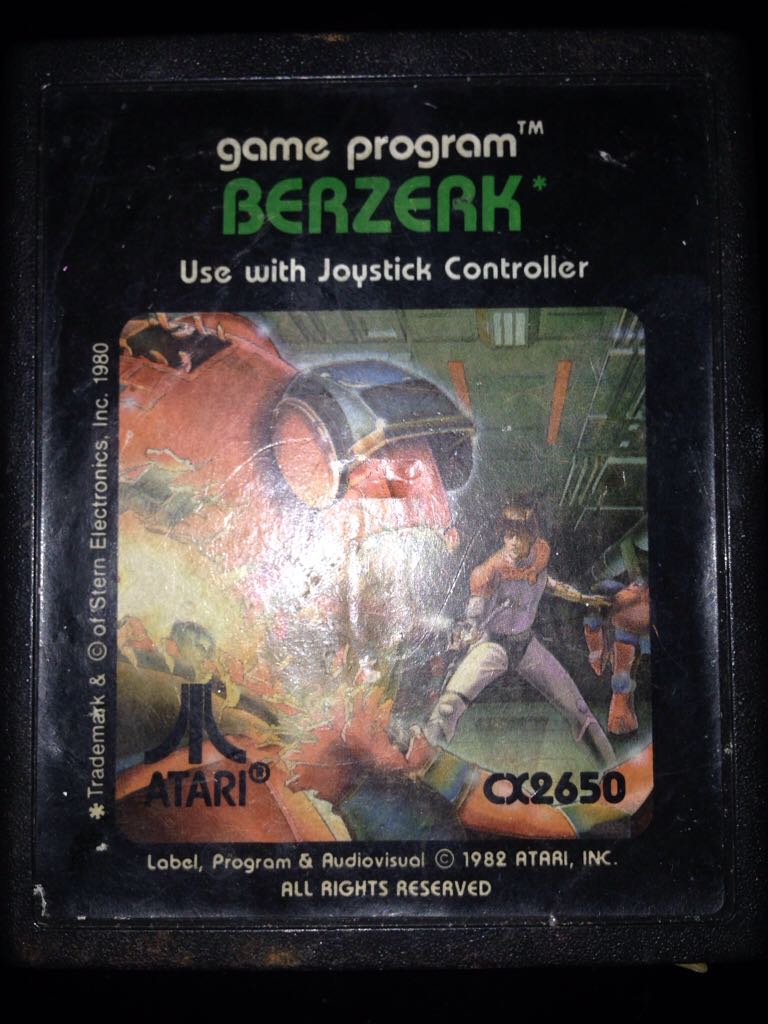 game program™
BERZERK*
Use with Joystick Controller
*Trademark & © of Stern Electronics, Inc. 1980
ATARI®
CX2650
Label, Program & Audiovisual © 1982 ATARI, INC.
ALL RIGHTS RESERVED